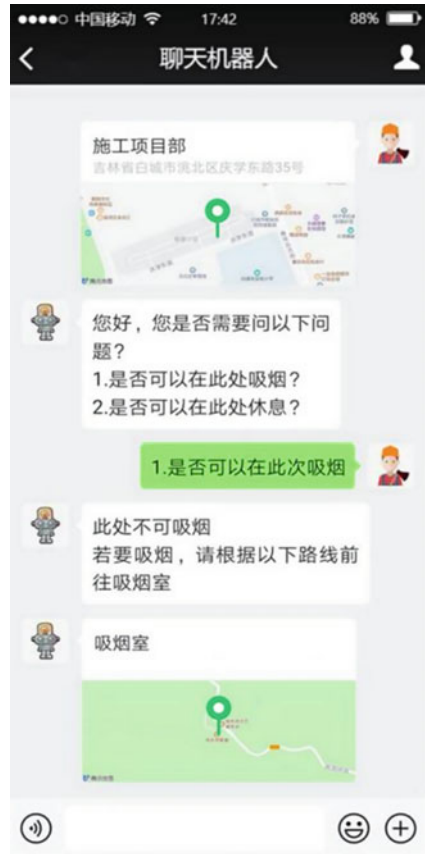 中国移动 17:42 88%
聊天机器人
施工项目部
吉林省白城市洮北区庆学东路35号
您好，您是否需要问以下问
题？
1.是否可以在此处吸烟？
2.是否可以在此处休息？
1.是否可以在此次吸烟
此处不可吸烟
若要吸烟，请根据以下路线前
往吸烟室
吸烟室